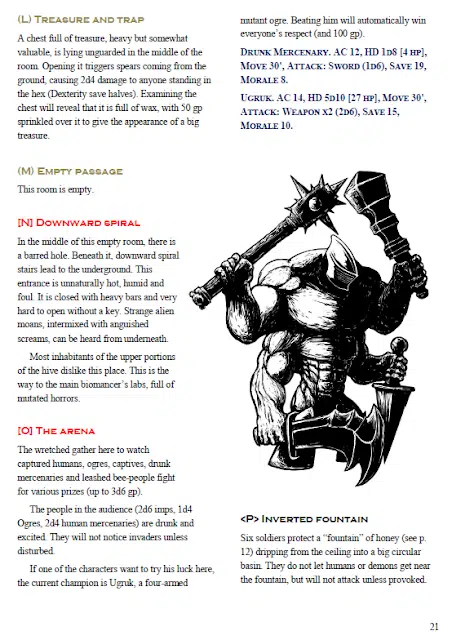 (L) Treasure and trap
A chest full of treasure, heavy but somewhat
valuable, is lying unguarded in the middle of the
room. Opening it triggers spears coming from the
ground, causing 2d4 damage to anyone standing in
the hex (Dexterity save halves). Examining the
chest will reveal that it is full of wax, with 50 gp
sprinkled over it to give the appearance of a big
treasure.
(M) Empty passage
This room is empty.
[N] Downward spiral
In the middle of this empty room, there is
a barred hole. Beneath it, downward spiral
stairs lead to the underground. This
entrance is unnaturally hot, humid and
foul. It is closed with heavy bars and very
hard to open without a key. Strange alien
moans, intermixed with anguished
screams, can be heard from underneath.
Most inhabitants of the upper portions
of the hive dislike this place. This is the
way to the main biomancer's labs, full of
mutated horrors.
[O] The arena
The wretched gather here to watch
captured humans, ogres, captives, drunk
mercenaries and leashed bee-people fight
for various prizes (up to 3d6 gp).
The people in the audience (2d6 imps, 1d4
Ogres, 2d4 human mercenaries) are drunk and
excited. They will not notice invaders unless
disturbed.
If one of the characters want to try his luck here,
the current champion is Ugruk, a four-armed
mutant ogre. Beating him will automatically win
everyone's respect (and 100 gp).
Drunk Mercenary. AC 12, HD 1d8 [4 hp],
Move 30', Attack: Sword (1d6), Save 19,
Morale 8.
Ugruk. AC 14, HD 5d10 [27 hp], Move 30',
Attack: Weapon x2 (2d6), Save 15,
Morale 10.
<P> Inverted fountain
Six soldiers protect a "fountain" of honey (see p.
12) dripping from the ceiling into a big circular
basin. They do not let humans or demons get near
the fountain, but will not attack unless provoked.
21